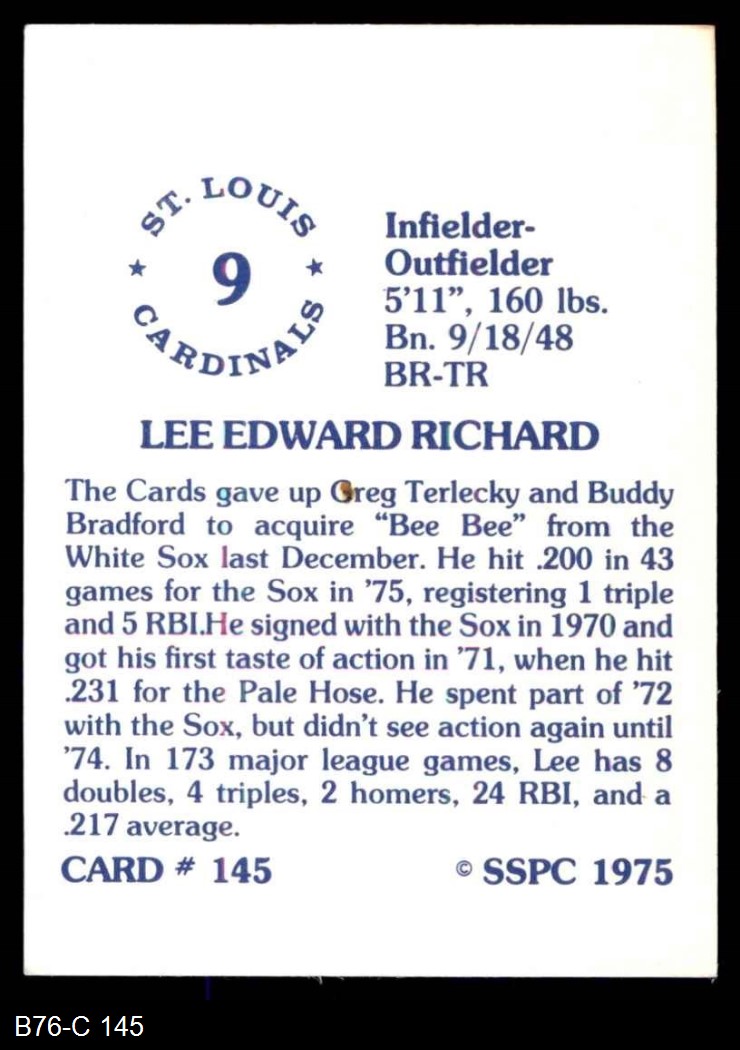 ST. LOUIS
9
CARDINALS
Infielder-
Outfielder
5'11”, 160 lbs.
Bn. 9/18/48
BR-TR
LEE EDWARD RICHARD
The Cards gave up Greg Terlecky and Buddy
Bradford to acquire “Bee Bee” from the
White Sox last December. He hit .200 in 43
games for the Sox in ’75, registering 1 triple
and 5 RBI.He signed with the Sox in 1970 and
got his first taste of action in ’71, when he hit
.231 for the Pale Hose. He spent part of ’72
with the Sox, but didn’t see action again until
’74. In 173 major league games, Lee has 8
doubles, 4 triples, 2 homers, 24 RBI, and a
.217 average.
CARD # 145
© SSPC 1975
B76-C 145